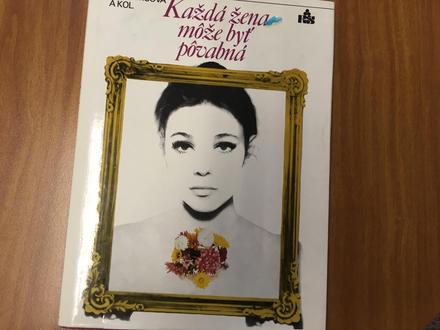 A KOL.
Každá žena
môže byť
pôvabná